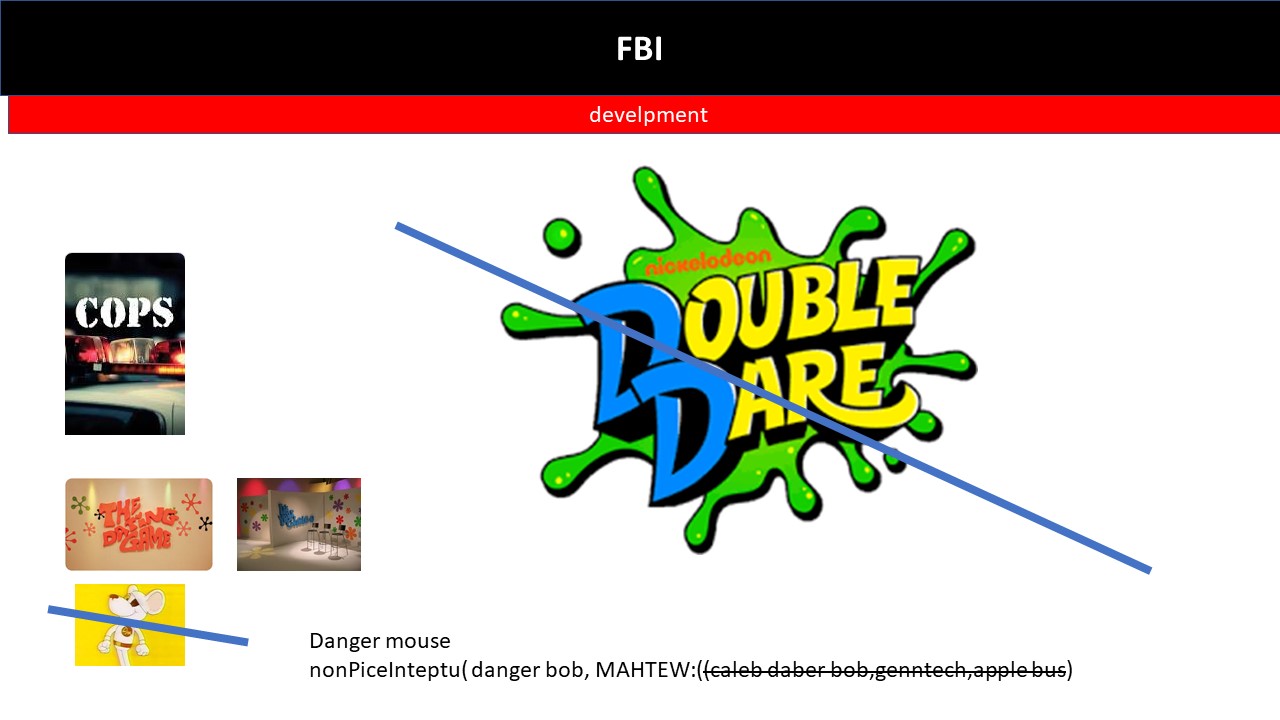 FBI
develpment
nickelodeon
DOUBLE
DARE
COPS
THE
DATING
GAME
Danger mouse
nonPiceInteptu( danger bob, MAHTEW:((caleb daber bob,genntech,apple bus)